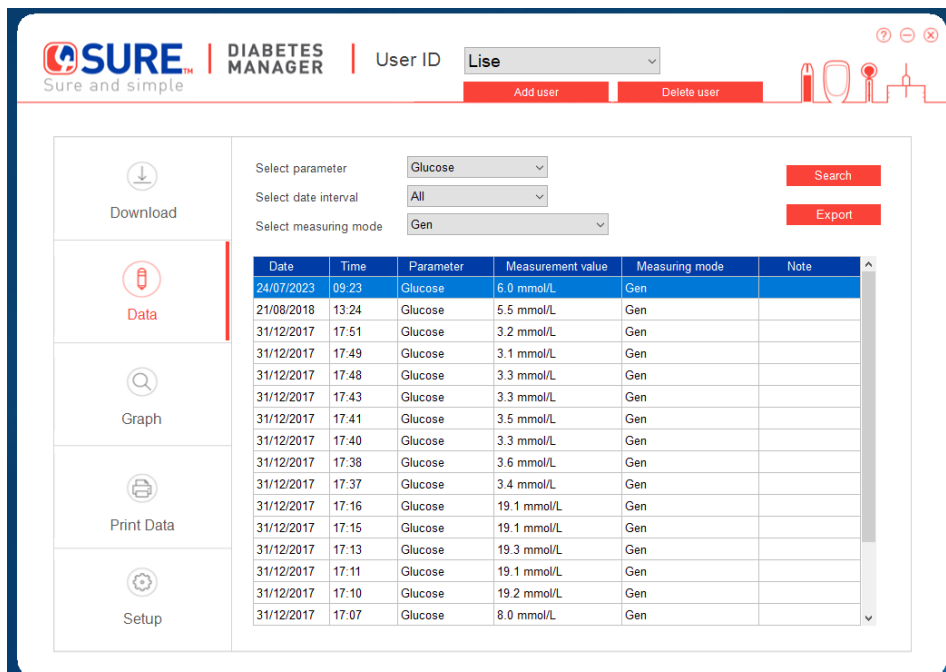 4SURE™ | DIABETES MANAGER | User ID Lise
Sure and simple
Add user Delete user
Download
Data
Graph
Print Data
Setup
Select parameter Glucose Search
Select date interval All
Select measuring mode Gen Export
Date Time Parameter Measurement value Measuring mode Note
24/07/2023 09:23 Glucose 6.0 mmol/L Gen
21/08/2018 13:24 Glucose 5.5 mmol/L Gen
31/12/2017 17:51 Glucose 3.2 mmol/L Gen
31/12/2017 17:49 Glucose 3.1 mmol/L Gen
31/12/2017 17:48 Glucose 3.3 mmol/L Gen
31/12/2017 17:43 Glucose 3.3 mmol/L Gen
31/12/2017 17:41 Glucose 3.5 mmol/L Gen
31/12/2017 17:40 Glucose 3.3 mmol/L Gen
31/12/2017 17:38 Glucose 3.6 mmol/L Gen
31/12/2017 17:37 Glucose 3.4 mmol/L Gen
31/12/2017 17:16 Glucose 19.1 mmol/L Gen
31/12/2017 17:15 Glucose 19.1 mmol/L Gen
31/12/2017 17:13 Glucose 19.3 mmol/L Gen
31/12/2017 17:11 Glucose 19.1 mmol/L Gen
31/12/2017 17:10 Glucose 19.2 mmol/L Gen
31/12/2017 17:07 Glucose 8.0 mmol/L Gen